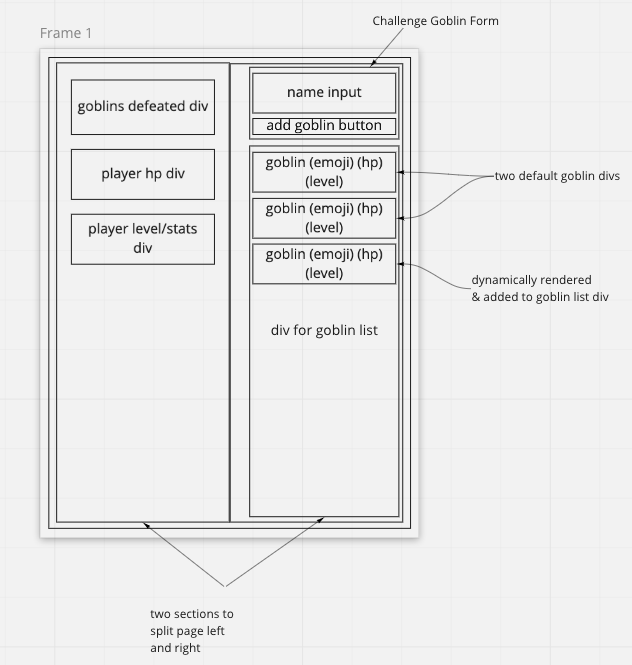 Frame 1
Challenge Goblin Form
goblins defeated div
player hp div
player level/stats
div
name input
add goblin button
goblin (emoji) (hp)
(level)
goblin (emoji) (hp)
(level)
goblin (emoji) (hp)
(level)
div for goblin list
two default goblin divs
dynamically rendered
& added to goblin list div
two sections to
split page left
and right